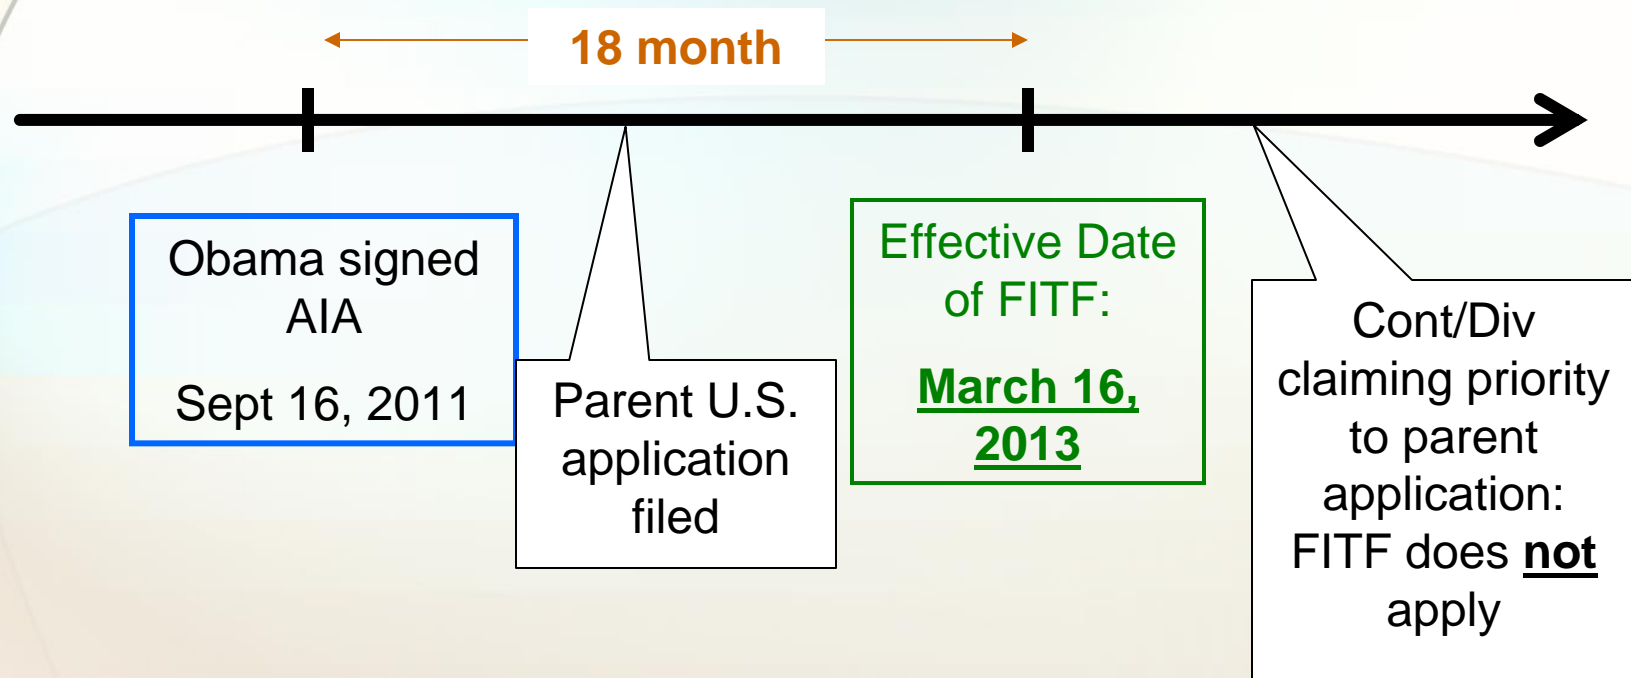 18 month
Obama signed
AIA
Sept 16, 2011
Parent U.S.
application
filed
Effective Date
of FITF:
March 16,
2013
Cont/Div
claiming priority
to parent
application:
FITF does not
apply